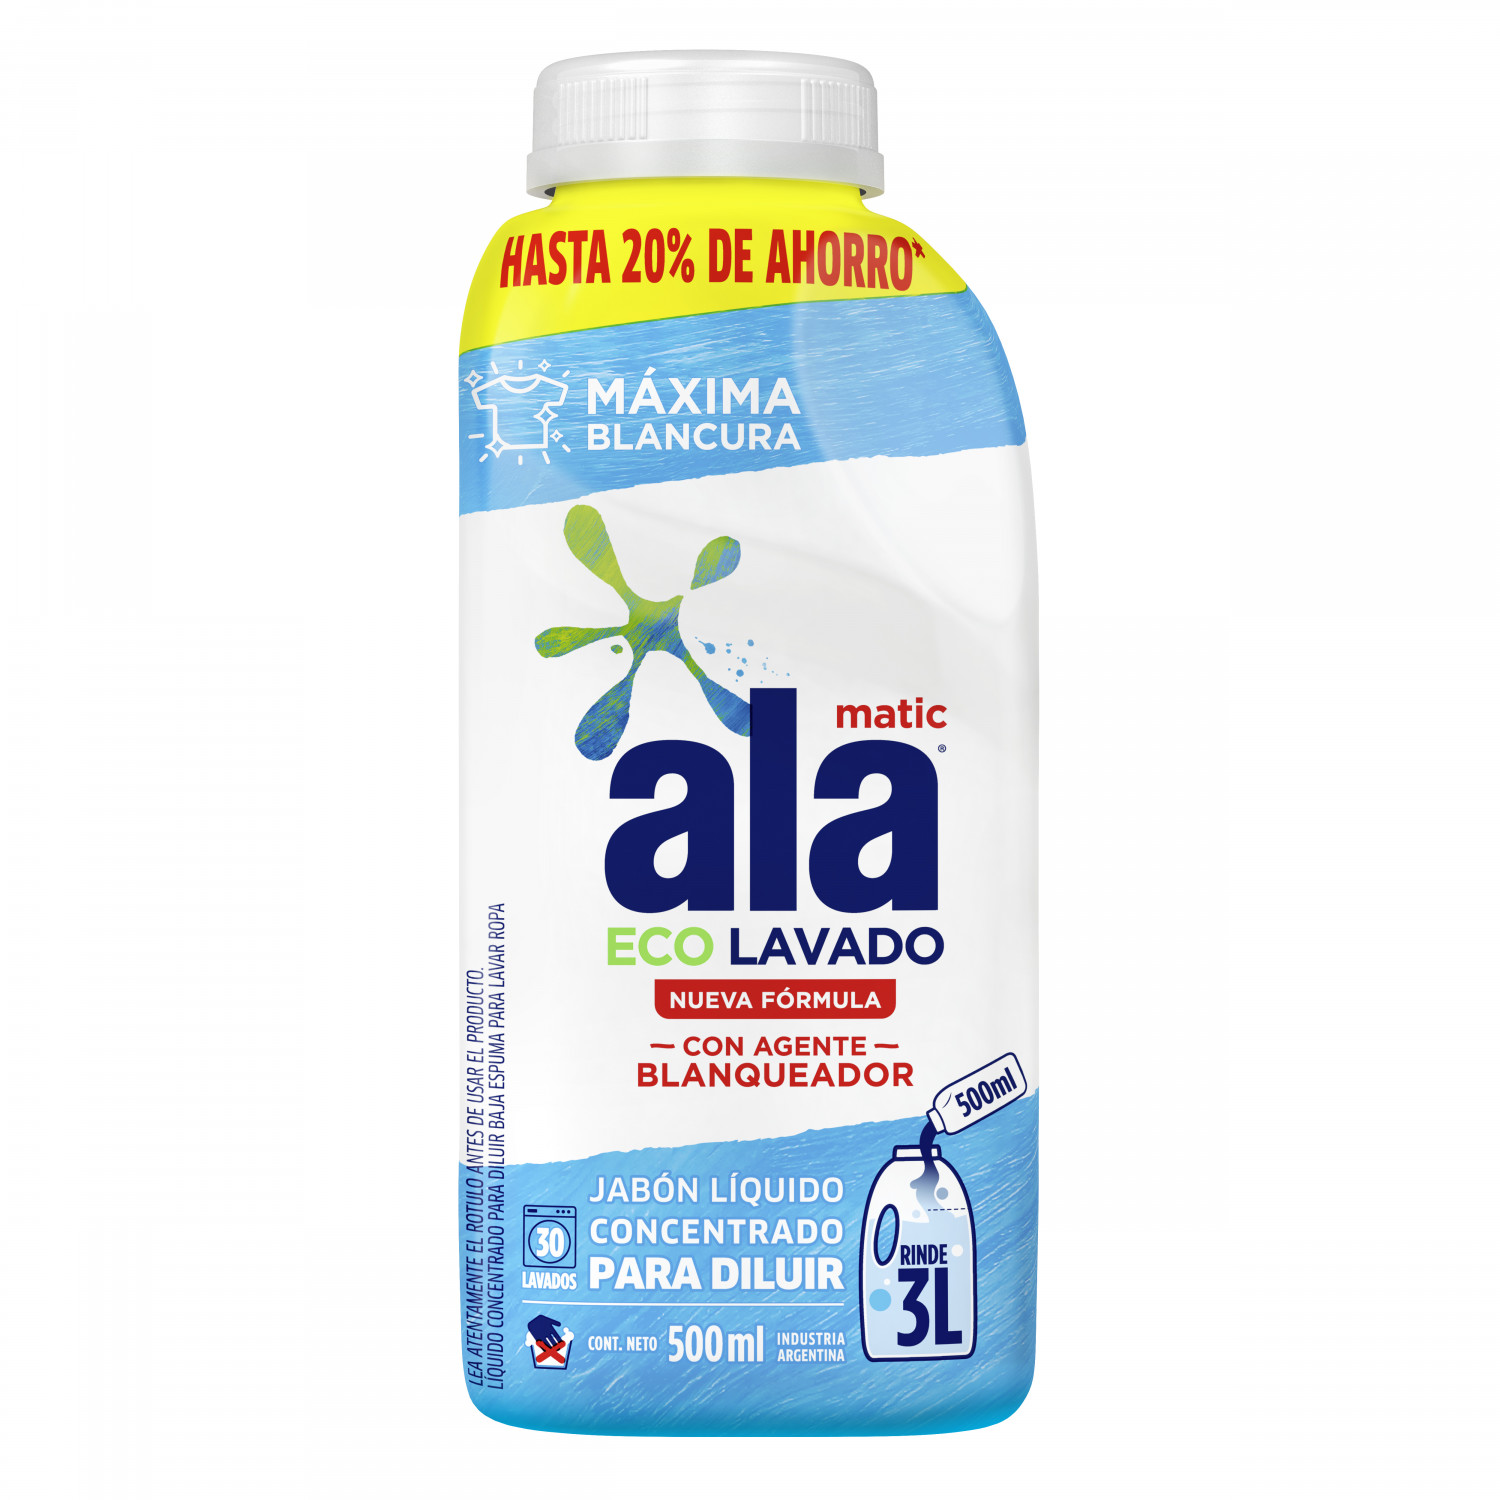 HASTA 20% DE AHORRO*
MÁXIMA
BLANCURA
matic
ala®
ECO LAVADO
NUEVA FÓRMULA
CON AGENTE
BLANQUEADOR
500ml
JABÓN LÍQUIDO
CONCENTRADO
PARA DILUIR
30
LAVADOS
RINDE
3L
CONT. NETO 500ml INDUSTRIA
ARGENTINA
LEA ATENTAMENTE EL ROTULO ANTES DE USAR EL PRODUCTO.
LÍQUIDO CONCENTRADO PARA DILUIR BAJA ESPUMA PARA LAVAR ROPA